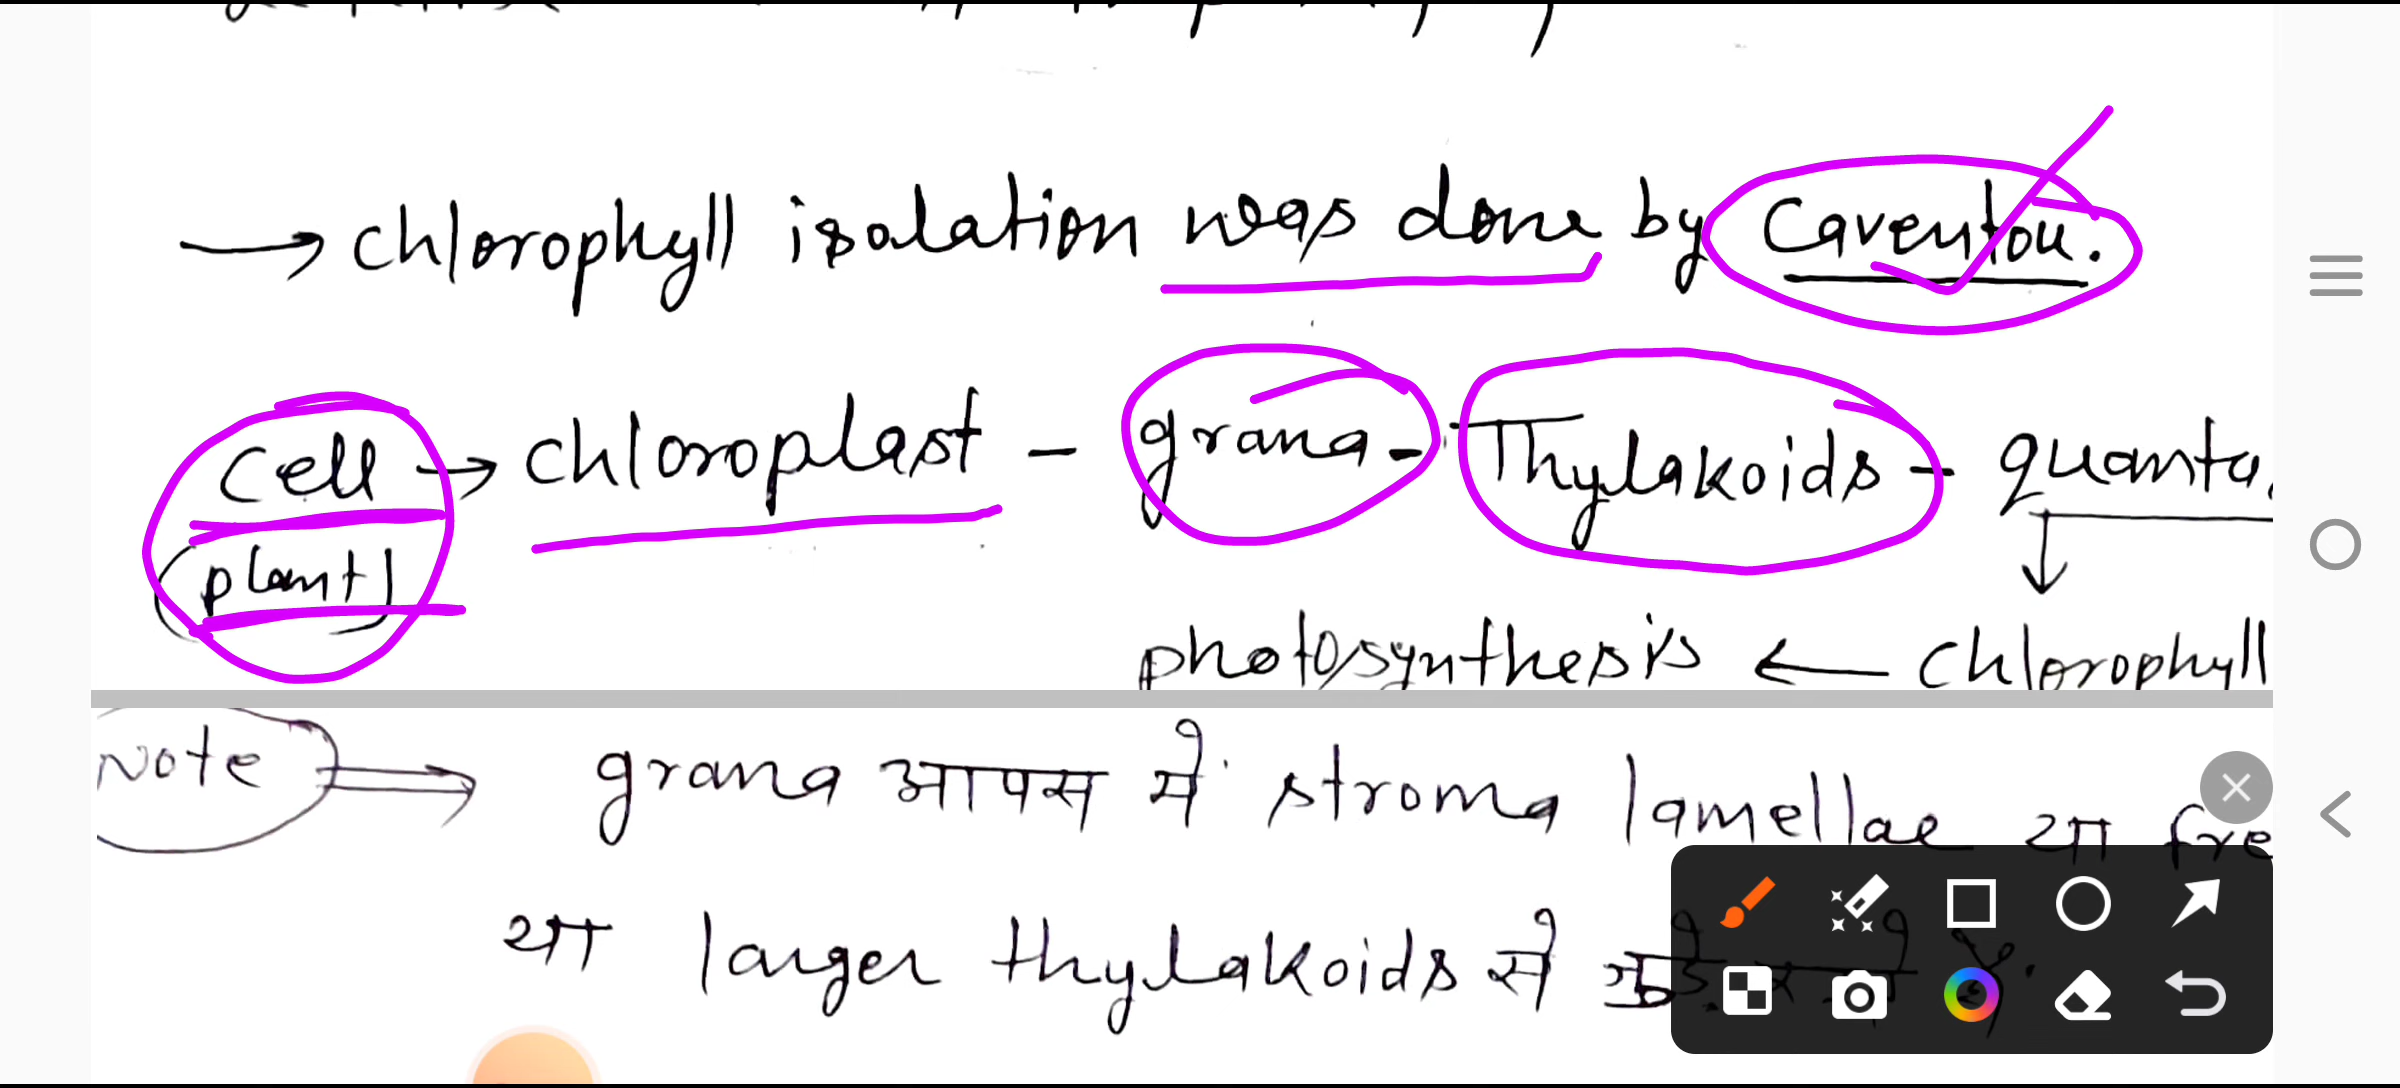 → chlorophyll isolation was done by Caventou.
Cell → chloroplast - grana - Thylakoids - quanta
(plant)
photosynthesis ← chlorophyll
Note ⇒ grana आपस में stroma lamellae या fre
या larger thylakoids से